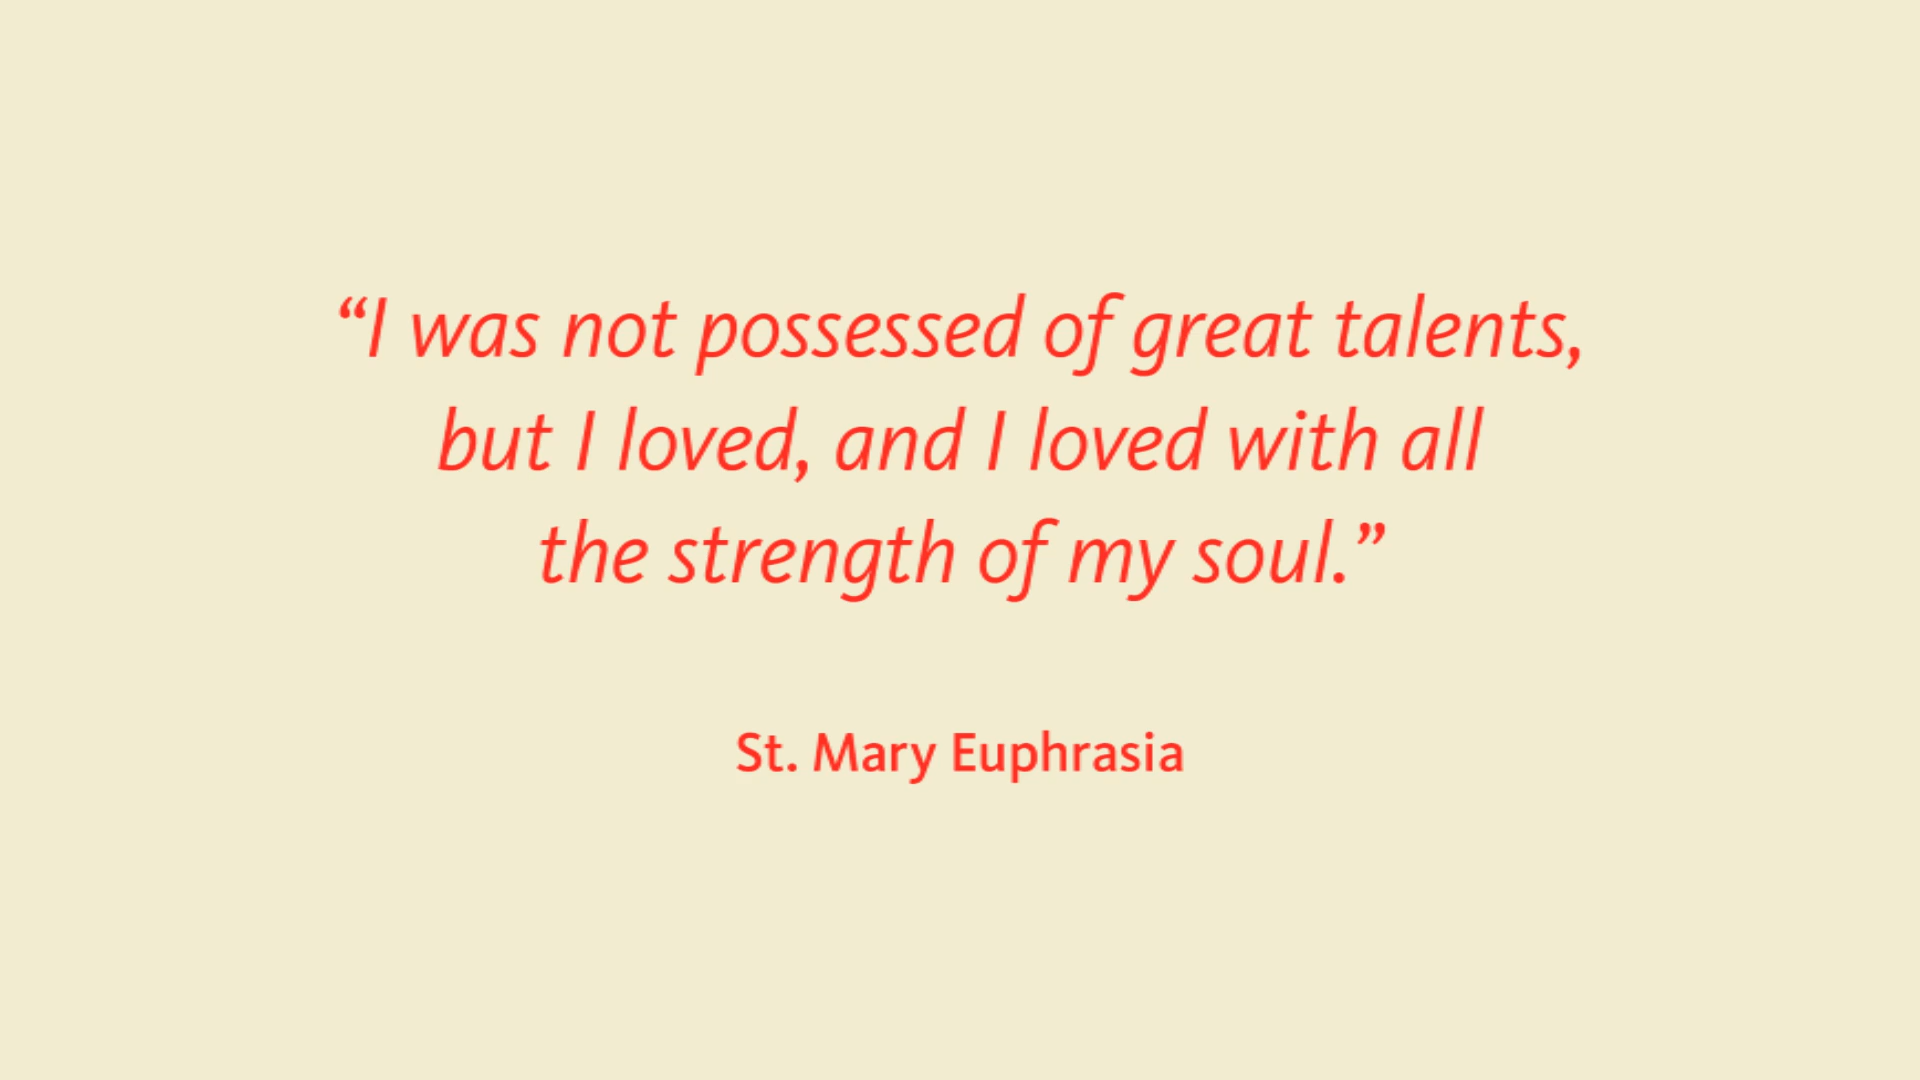 “I was not possessed of great talents,
but I loved, and I loved with all
the strength of my soul.”
St. Mary Euphrasia